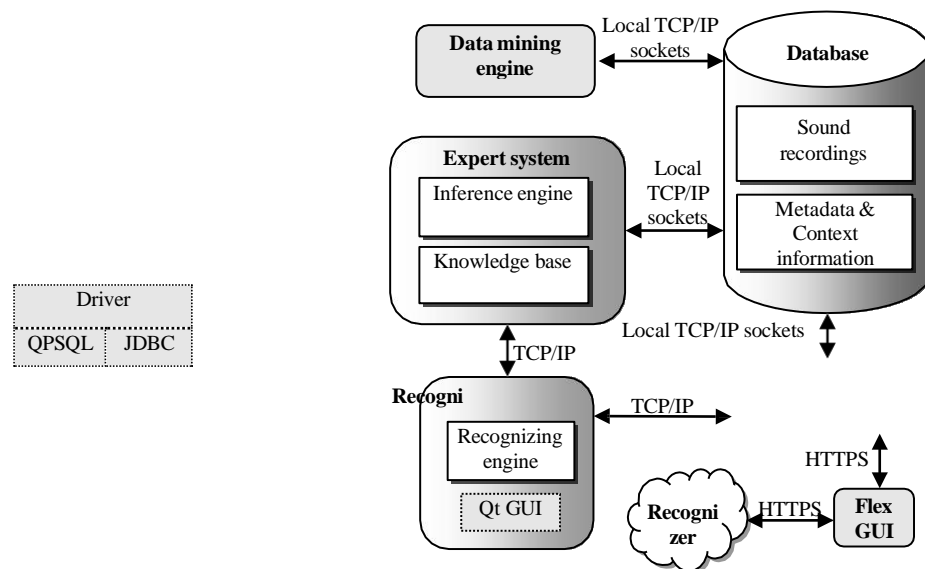 Data mining
engine
Local TCP/IP
sockets
Database
Sound
recordings
Metadata &
Context
information
Expert system
Inference engine
Knowledge base
Local
TCP/IP
sockets
Driver
QPSQL
JDBC
Local TCP/IP sockets
TCP/IP
Recogni
Recognizing
engine
Qt GUI
TCP/IP
HTTPS
Recogni
zer
HTTPS
Flex
GUI